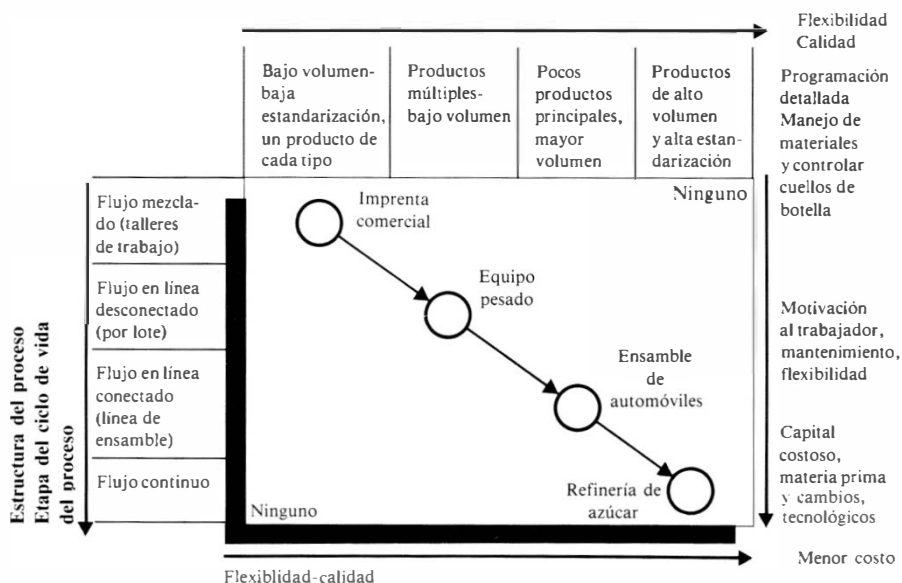 Flexibilidad
Calidad
Bajo volumen-
baja
estandarización,
un producto de
cada tipo
Productos
múltiples-
bajo volumen
Pocos
productos
principales,
mayor
volumen
Productos
de alto
volumen
y alta estan-
darización
Programación
detallada
Manejo de
materiales
y controlar
cuellos de
botella
Estructura del proceso
Etapa del ciclo de vida
del proceso
Flujo mezcla-
do (talleres
de trabajo)
Flujo en línea
desconectado
(por lote)
Flujo en línea
conectado
(línea de
ensamble)
Flujo continuo
Ninguno
Imprenta
comercial
Equipo
pesado
Ensamble
de
automóviles
Refinería de
azúcar
Ninguno
Motivación
al trabajador,
mantenimiento,
flexibilidad
Capital
costoso,
materia prima
y cambios,
tecnológicos
Menor costo
Flexiblidad-calidad